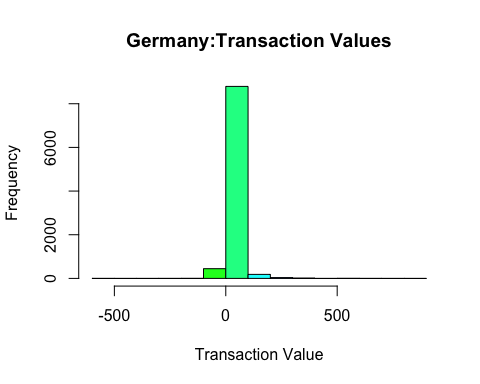 Germany:Transaction Values
Frequency
6000
2000
0
-500 0 500
Transaction Value